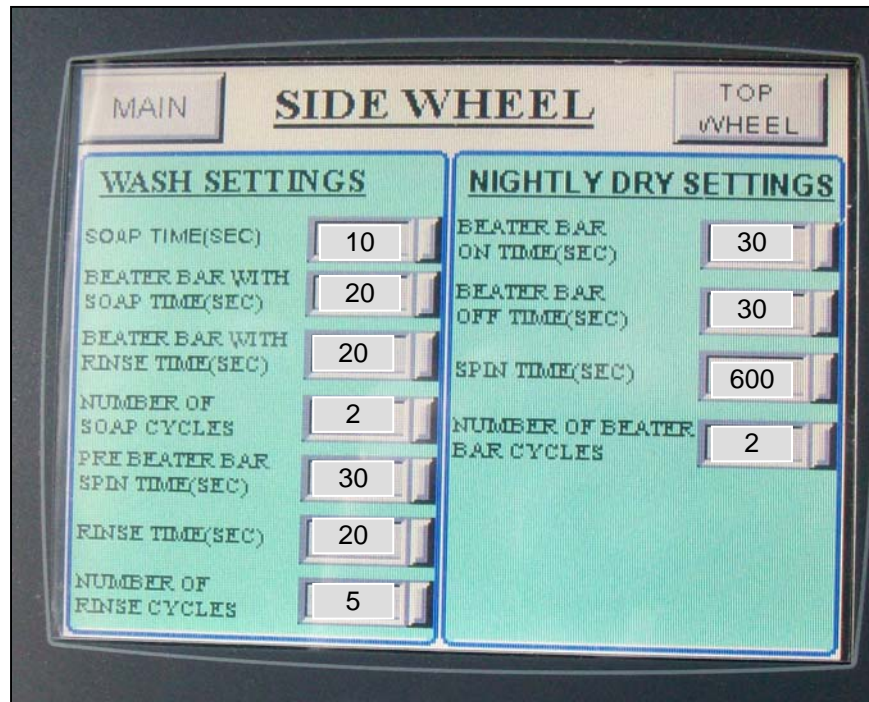 MAIN
SIDE WHEEL
TOP
WHEEL
WASH SETTINGS
SOAP TIME(SEC)
10
BEATER BAR WITH
SOAP TIME(SEC)
20
BEATER BAR WITH
RINSE TIME(SEC)
20
NUMBER OF
SOAP CYCLES
2
PRE BEATER BAR
SPIN TIME(SEC)
30
RINSE TIME(SEC)
20
NUMBER OF
RINSE CYCLES
5
NIGHTLY DRY SETTINGS
BEATER BAR
ON TIME(SEC)
30
BEATER BAR
OFF TIME(SEC)
30
SPIN TIME(SEC)
600
NUMBER OF BEATER
BAR CYCLES
2